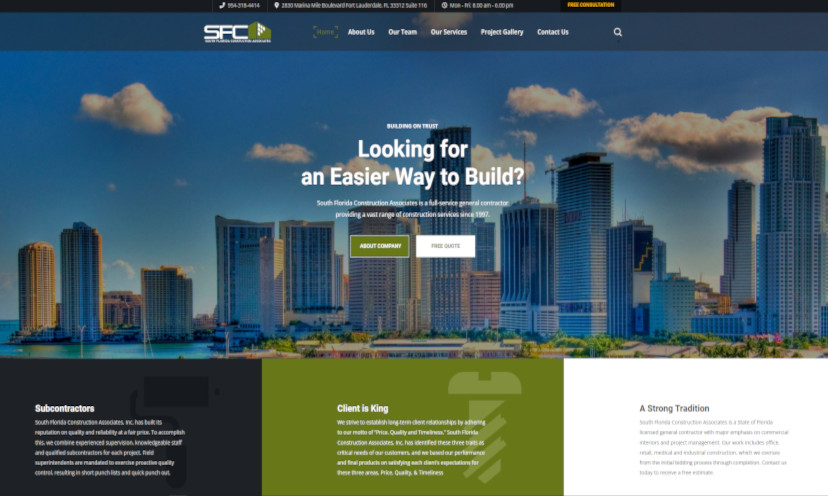 954-318-4414 2830 Marina Mile Boulevard Fort Lauderdale, FL 33312 Suite 116 Mon - Fri: 8.00 am - 6.00 pm FREE CONSULTATION
SFC
SOUTH FLORIDA CONSTRUCTION ASSOCIATES
Home About Us Our Team Our Services Project Gallery Contact Us
BUILDING ON TRUST
Looking for
an Easier Way to Build?
South Florida Construction Associates is a full-service general contractor,
providing a vast range of construction services since 1997.
ABOUT COMPANY FREE QUOTE
Subcontractors
South Florida Construction Associates, Inc. has built its
reputation on quality and reliability at a fair price. To accomplish
this, we combine experienced supervision, knowledgeable staff
and qualified subcontractors for each project. Field
superintendents are mandated to exercise proactive quality
control, resulting in short punch lists and quick punch out.
Client is King
We strive to establish long-term client relationships by adhering
to our motto of "Price, Quality and Timeliness." South Florida
Construction Associates, Inc. has identified these three traits as
critical needs of our customers, and we based our performance
and final products on satisfying each client's expectations for
these three areas, Price, Quality, & Timeliness
A Strong Tradition
South Florida Construction Associates is a State of Florida
licensed general contractor with major emphasis on commercial
interiors and project management. Our work includes office,
retail, medical and industrial construction, which we oversee
from the initial bidding process through completion. Contact us
today to receive a free estimate.